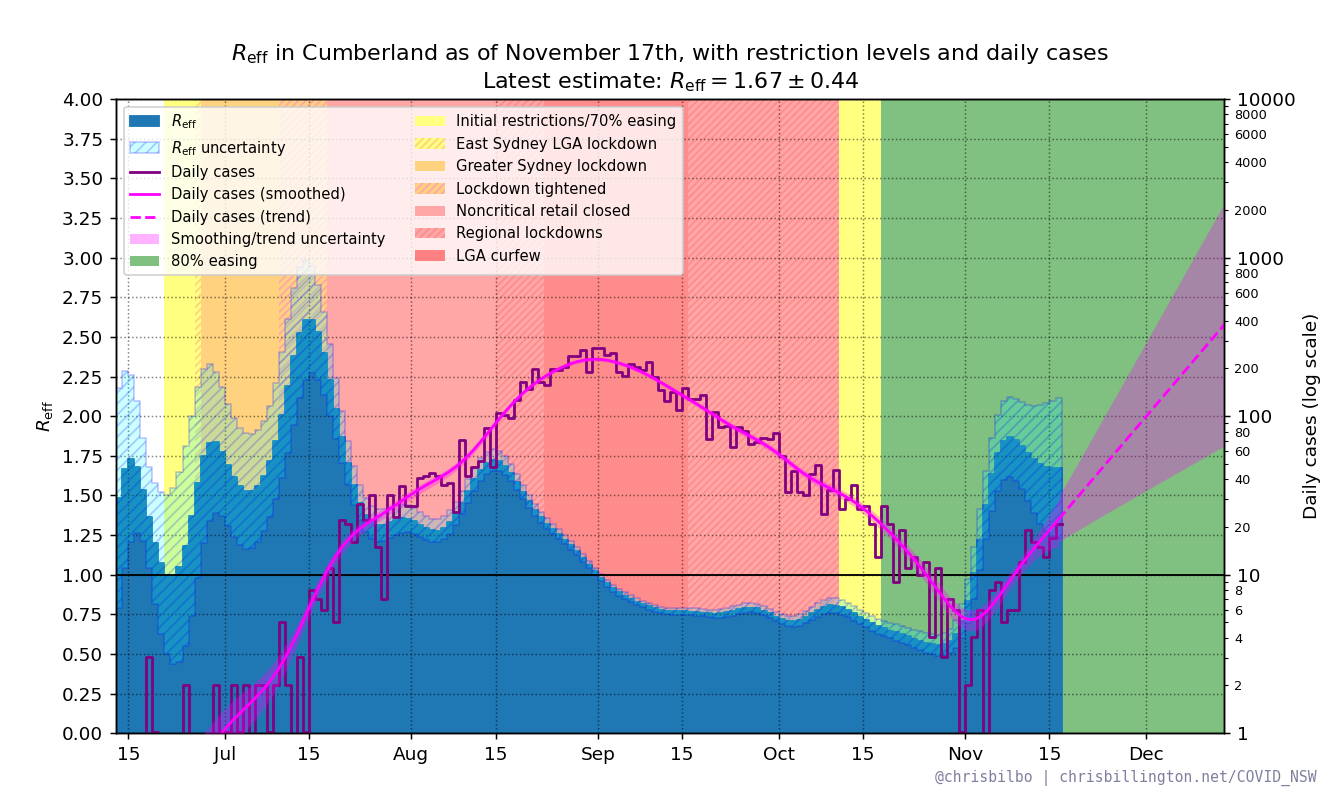 R_eff in Cumberland as of November 17th, with restriction levels and daily cases
Latest estimate: R_eff = 1.67 ± 0.44
R_eff
R_eff uncertainty
Daily cases
Daily cases (smoothed)
Daily cases (trend)
Smoothing/trend uncertainty
80% easing
Initial restrictions/70% easing
East Sydney LGA lockdown
Greater Sydney lockdown
Lockdown tightened
Noncritical retail closed
Regional lockdowns
LGA curfew
R_eff
4.00
3.75
3.50
3.25
3.00
2.75
2.50
2.25
2.00
1.75
1.50
1.25
1.00
0.75
0.50
0.25
0.00
10000
8000
6000
4000
2000
1000
800
600
400
200
100
80
60
40
20
10
8
6
4
2
1
Daily cases (log scale)
15 Jul 15 Aug 15 Sep 15 Oct 15 Nov 15 Dec
@chrisbilbo | chrisbillington.net/COVID_NSW